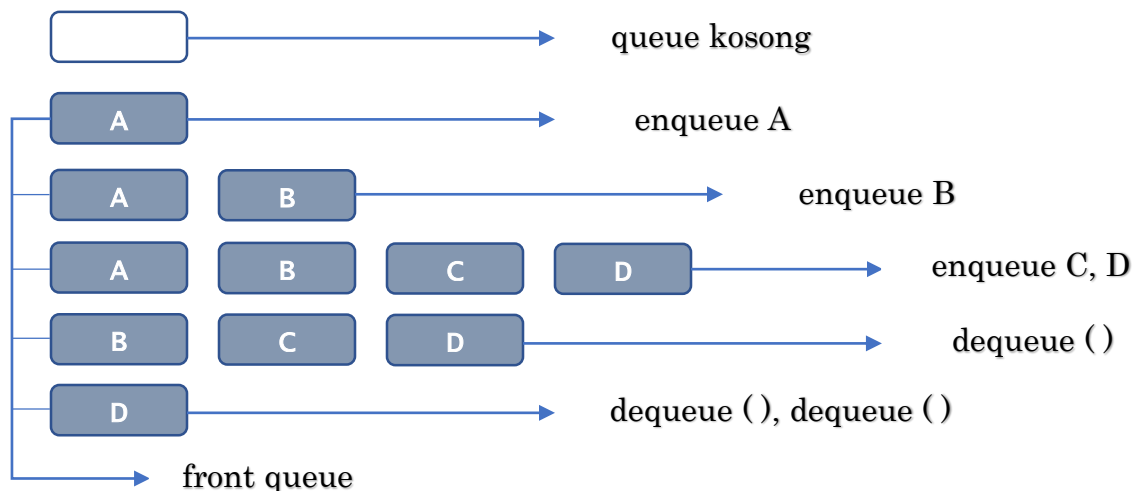 queue kosong
A enqueue A
A B enqueue B
A B C D enqueue C, D
B C D dequeue ( )
D dequeue ( ), dequeue ( )
front queue